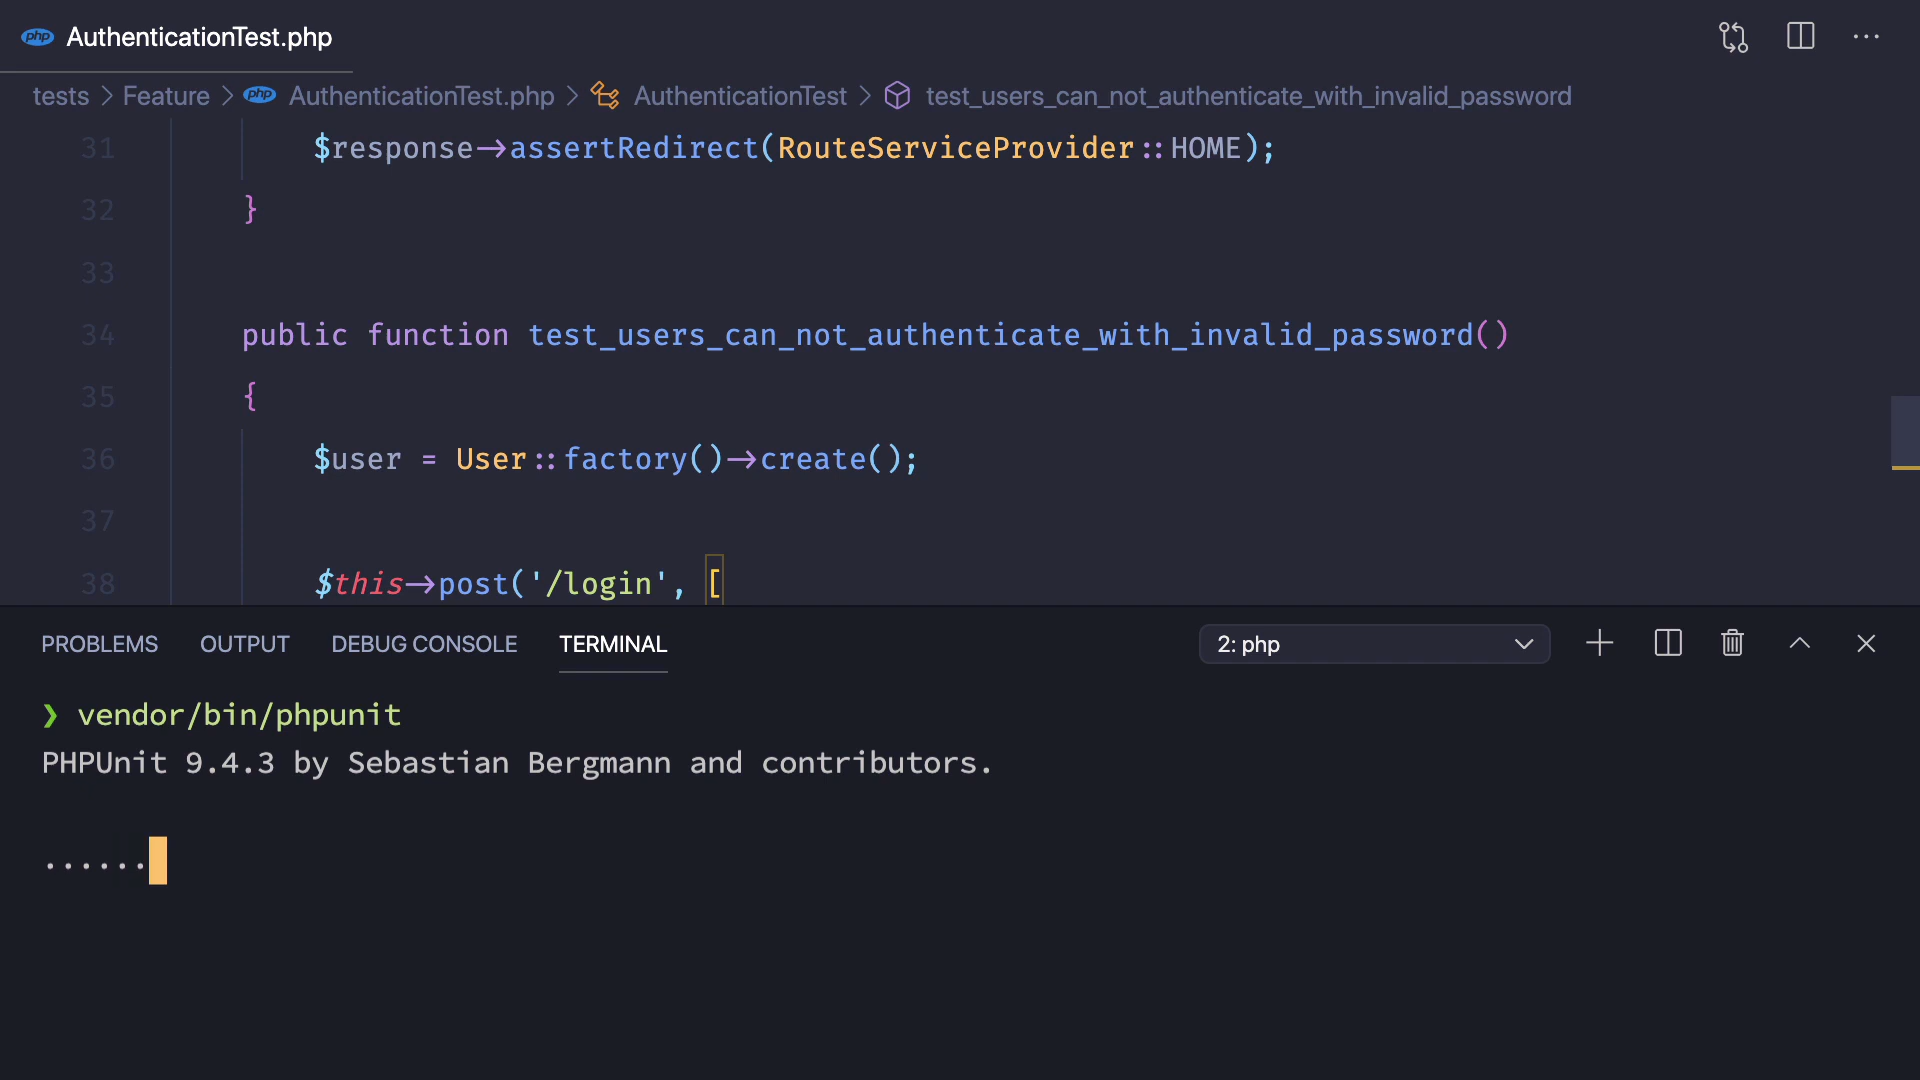 php AuthenticationTest.php
tests > Feature > php AuthenticationTest.php > AuthenticationTest > test_users_can_not_authenticate_with_invalid_password
31 $response->assertRedirect(RouteServiceProvider::HOME);
32 }
33
34 public function test_users_can_not_authenticate_with_invalid_password()
35 {
36 $user = User::factory()->create();
37
38 $this->post('/login', [
PROBLEMS OUTPUT DEBUG CONSOLE TERMINAL 2: php
❯ vendor/bin/phpunit
PHPUnit 9.4.3 by Sebastian Bergmann and contributors.
......